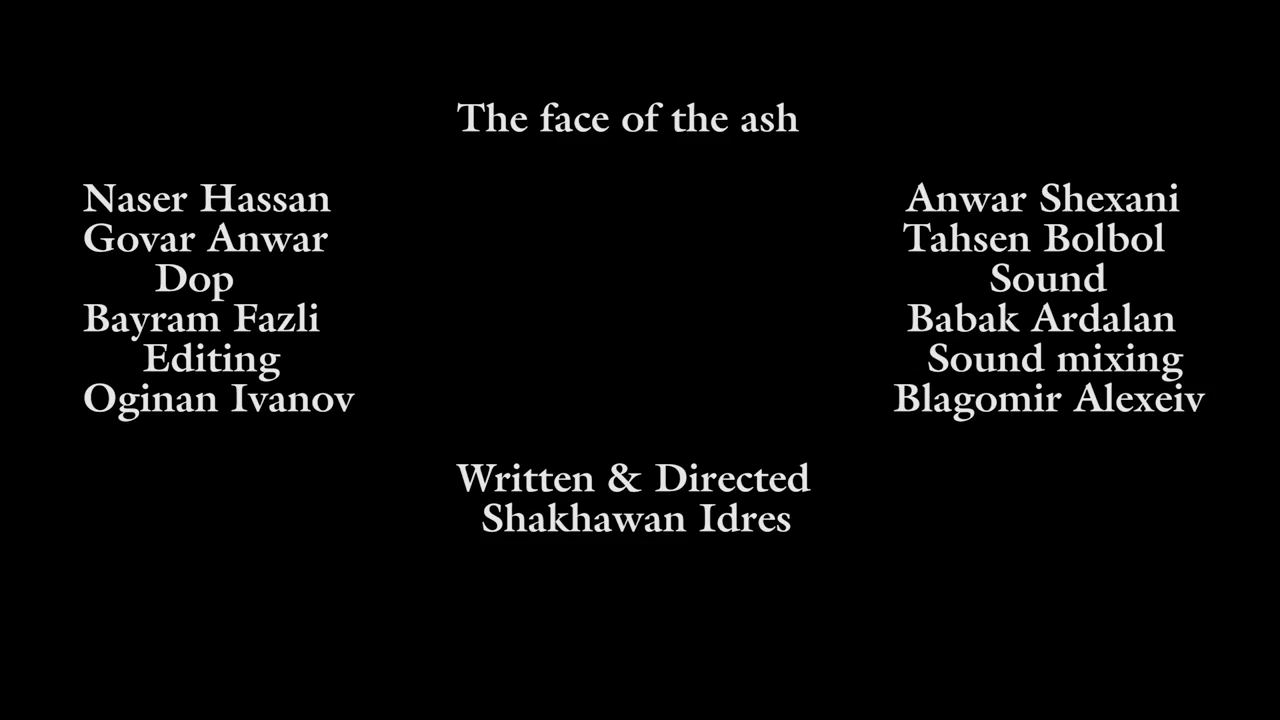 The face of the ash
Naser Hassan
Govar Anwar
Dop
Bayram Fazli
Editing
Oginan Ivanov
Anwar Shexani
Tahsen Bolbol
Sound
Babak Ardalan
Sound mixing
Blagomir Alexeiv
Written & Directed
Shakhawan Idres